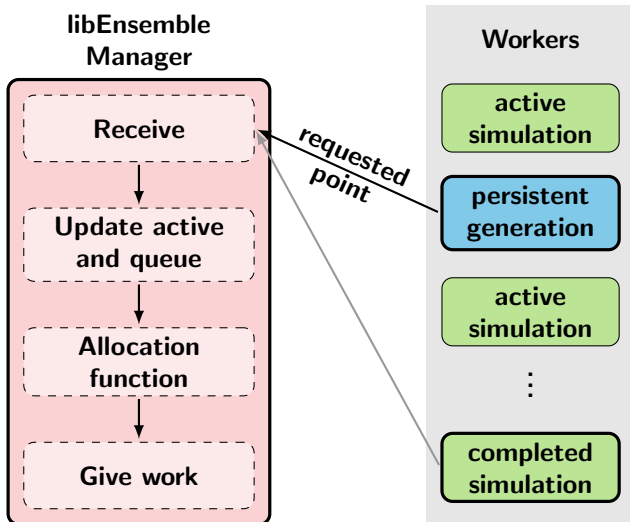 libEnsemble
Manager
Receive
Update active
and queue
Allocation
function
Give work
requested
point
Workers
active
simulation
persistent
generation
active
simulation
⋮
completed
simulation